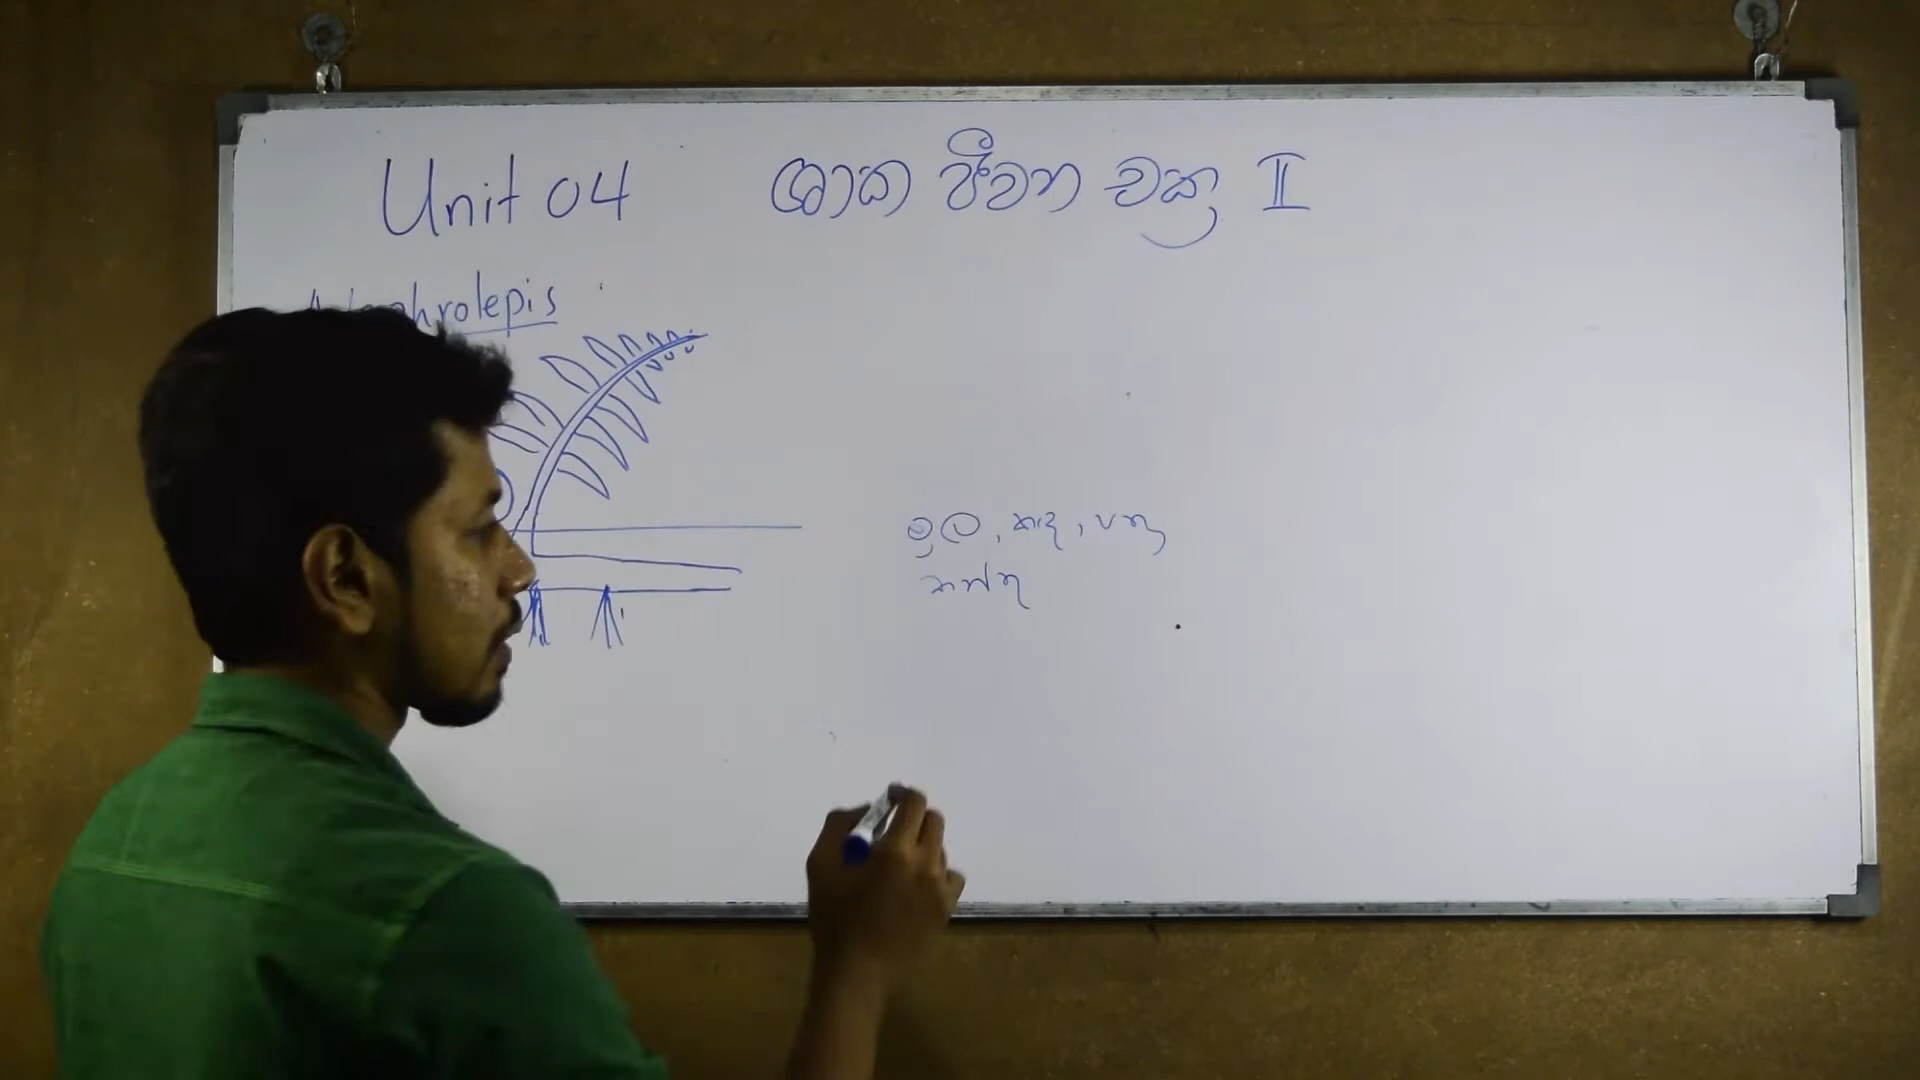 Unit 04 ශාක ජීවන චක්‍ර II
Nephrolepis
මුල, කඳ, පත්‍ර